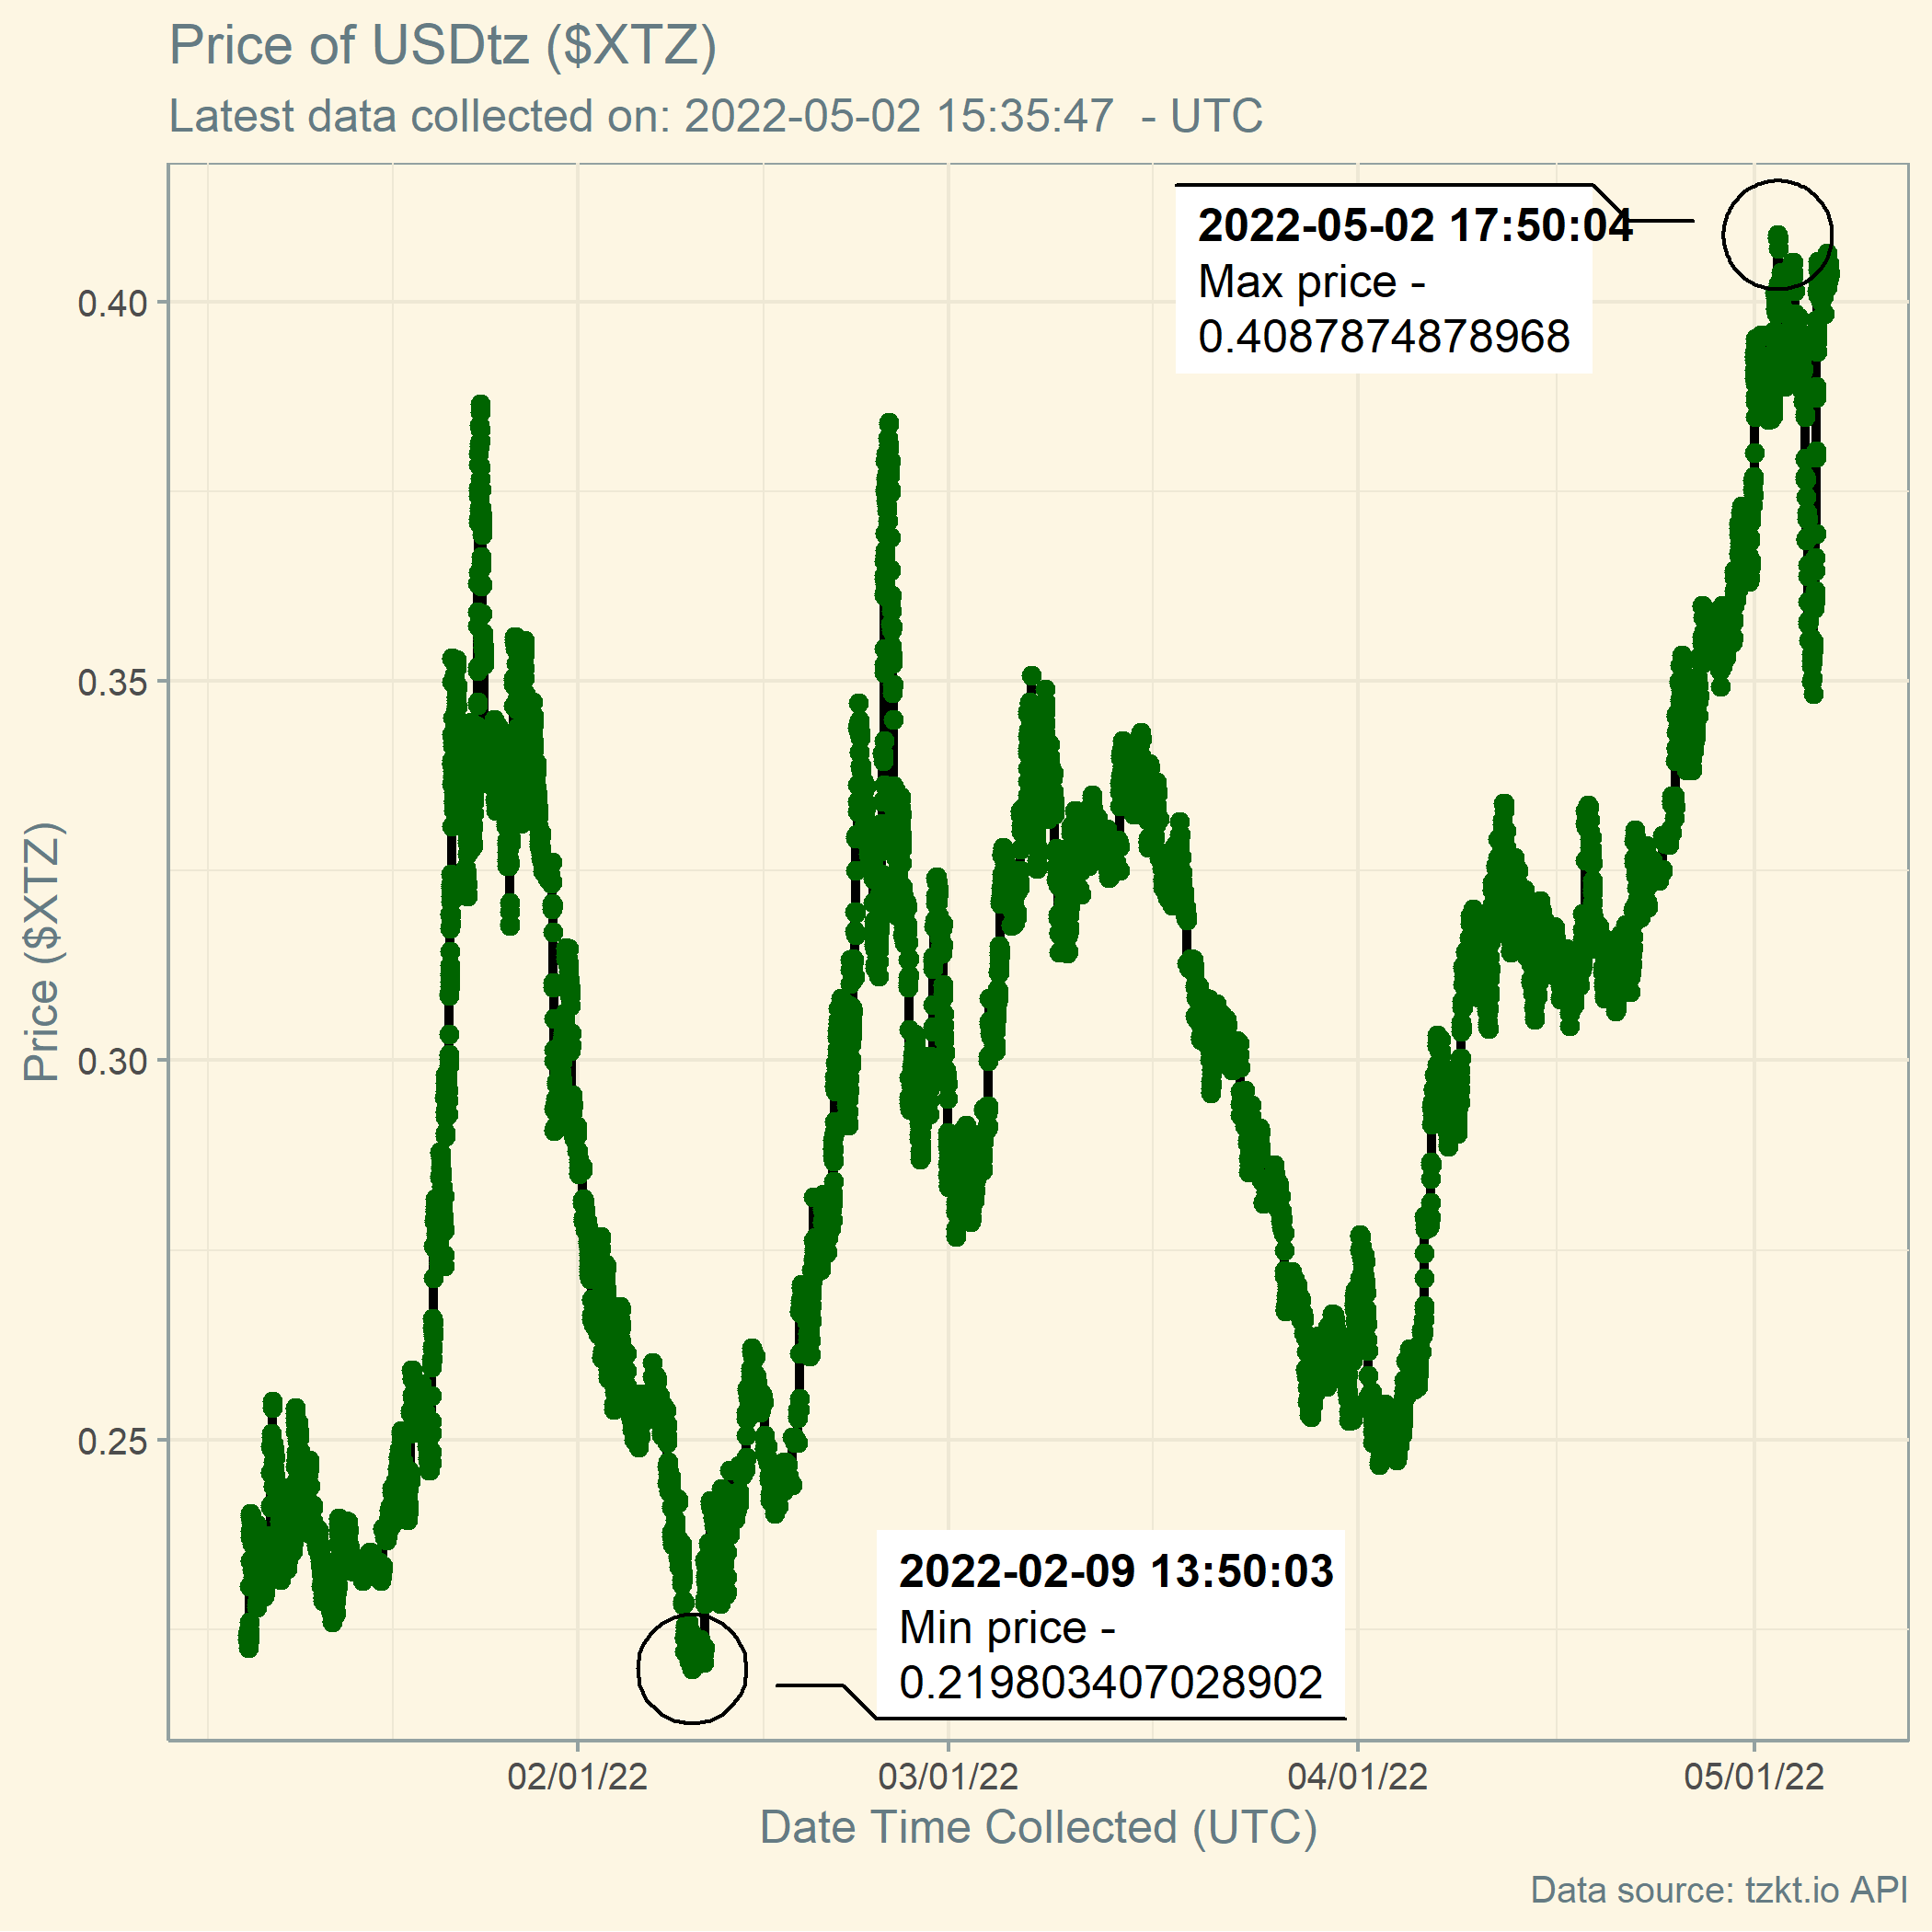 Price of USDtz ($XTZ)
Latest data collected on: 2022-05-02 15:35:47  - UTC
2022-05-02 17:50:04
Max price -
0.4087874878968
0.40
0.35
0.30
0.25
Price ($XTZ)
2022-02-09 13:50:03
Min price -
0.219803407028902
02/01/22
03/01/22
04/01/22
05/01/22
Date Time Collected (UTC)
Data source: tzkt.io API